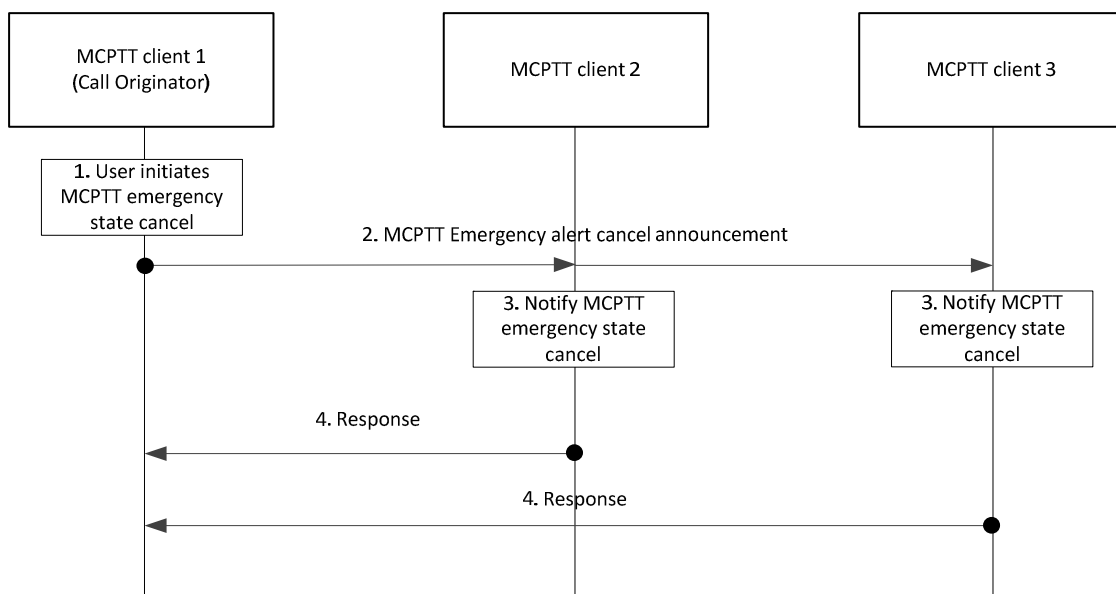 MCPTT client 1
(Call Originator)
MCPTT client 2
MCPTT client 3
1. User initiates
MCPTT emergency
state cancel
2. MCPTT Emergency alert cancel announcement
3. Notify MCPTT
emergency state
cancel
3. Notify MCPTT
emergency state
cancel
4. Response
4. Response